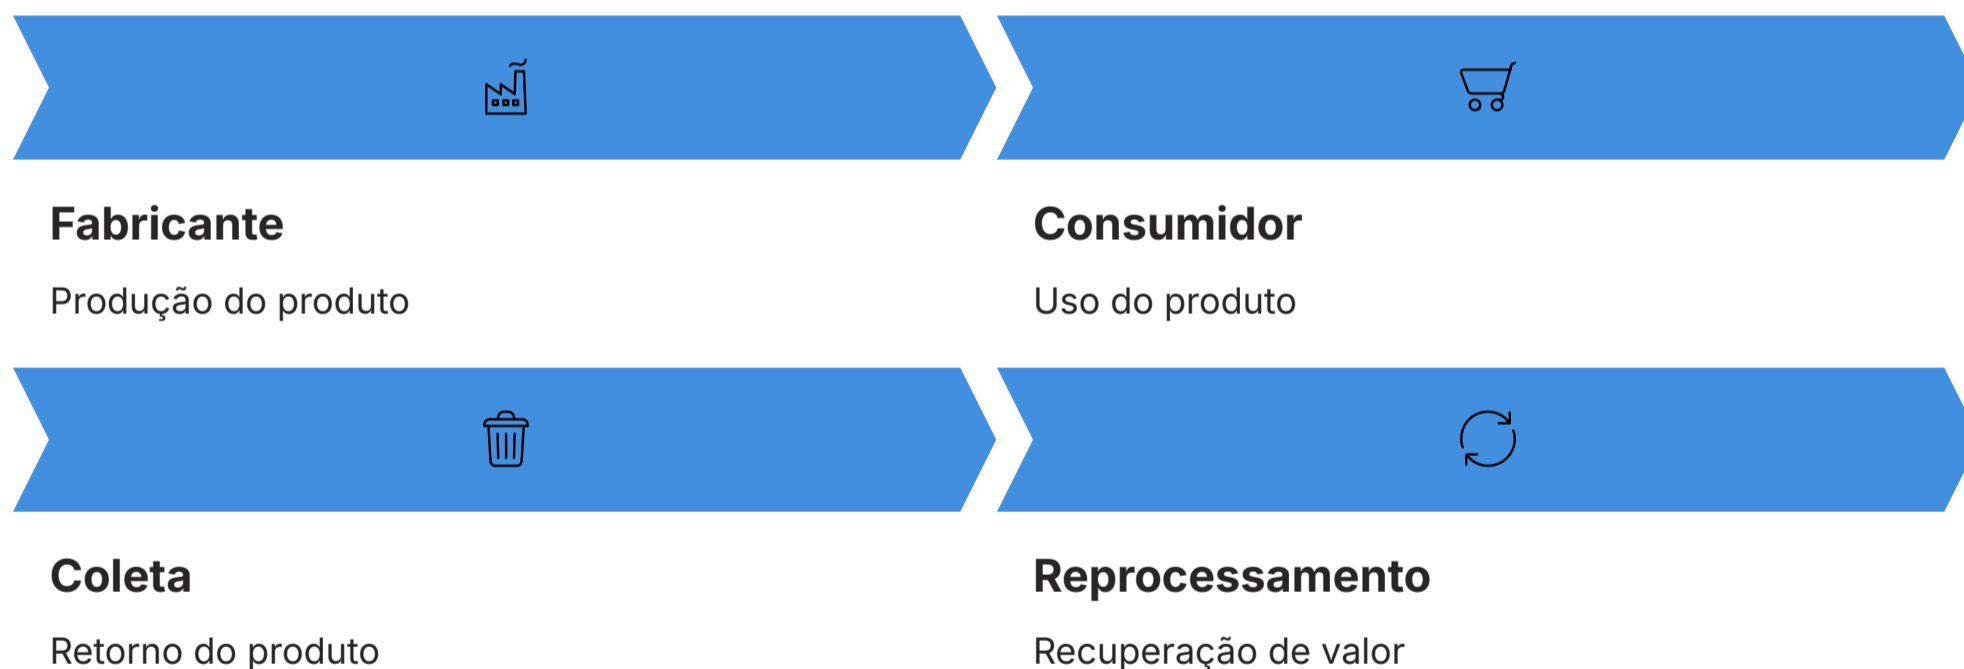 Fabricante
Produção do produto
Consumidor
Uso do produto
Coleta
Retorno do produto
Reprocessamento
Recuperação de valor